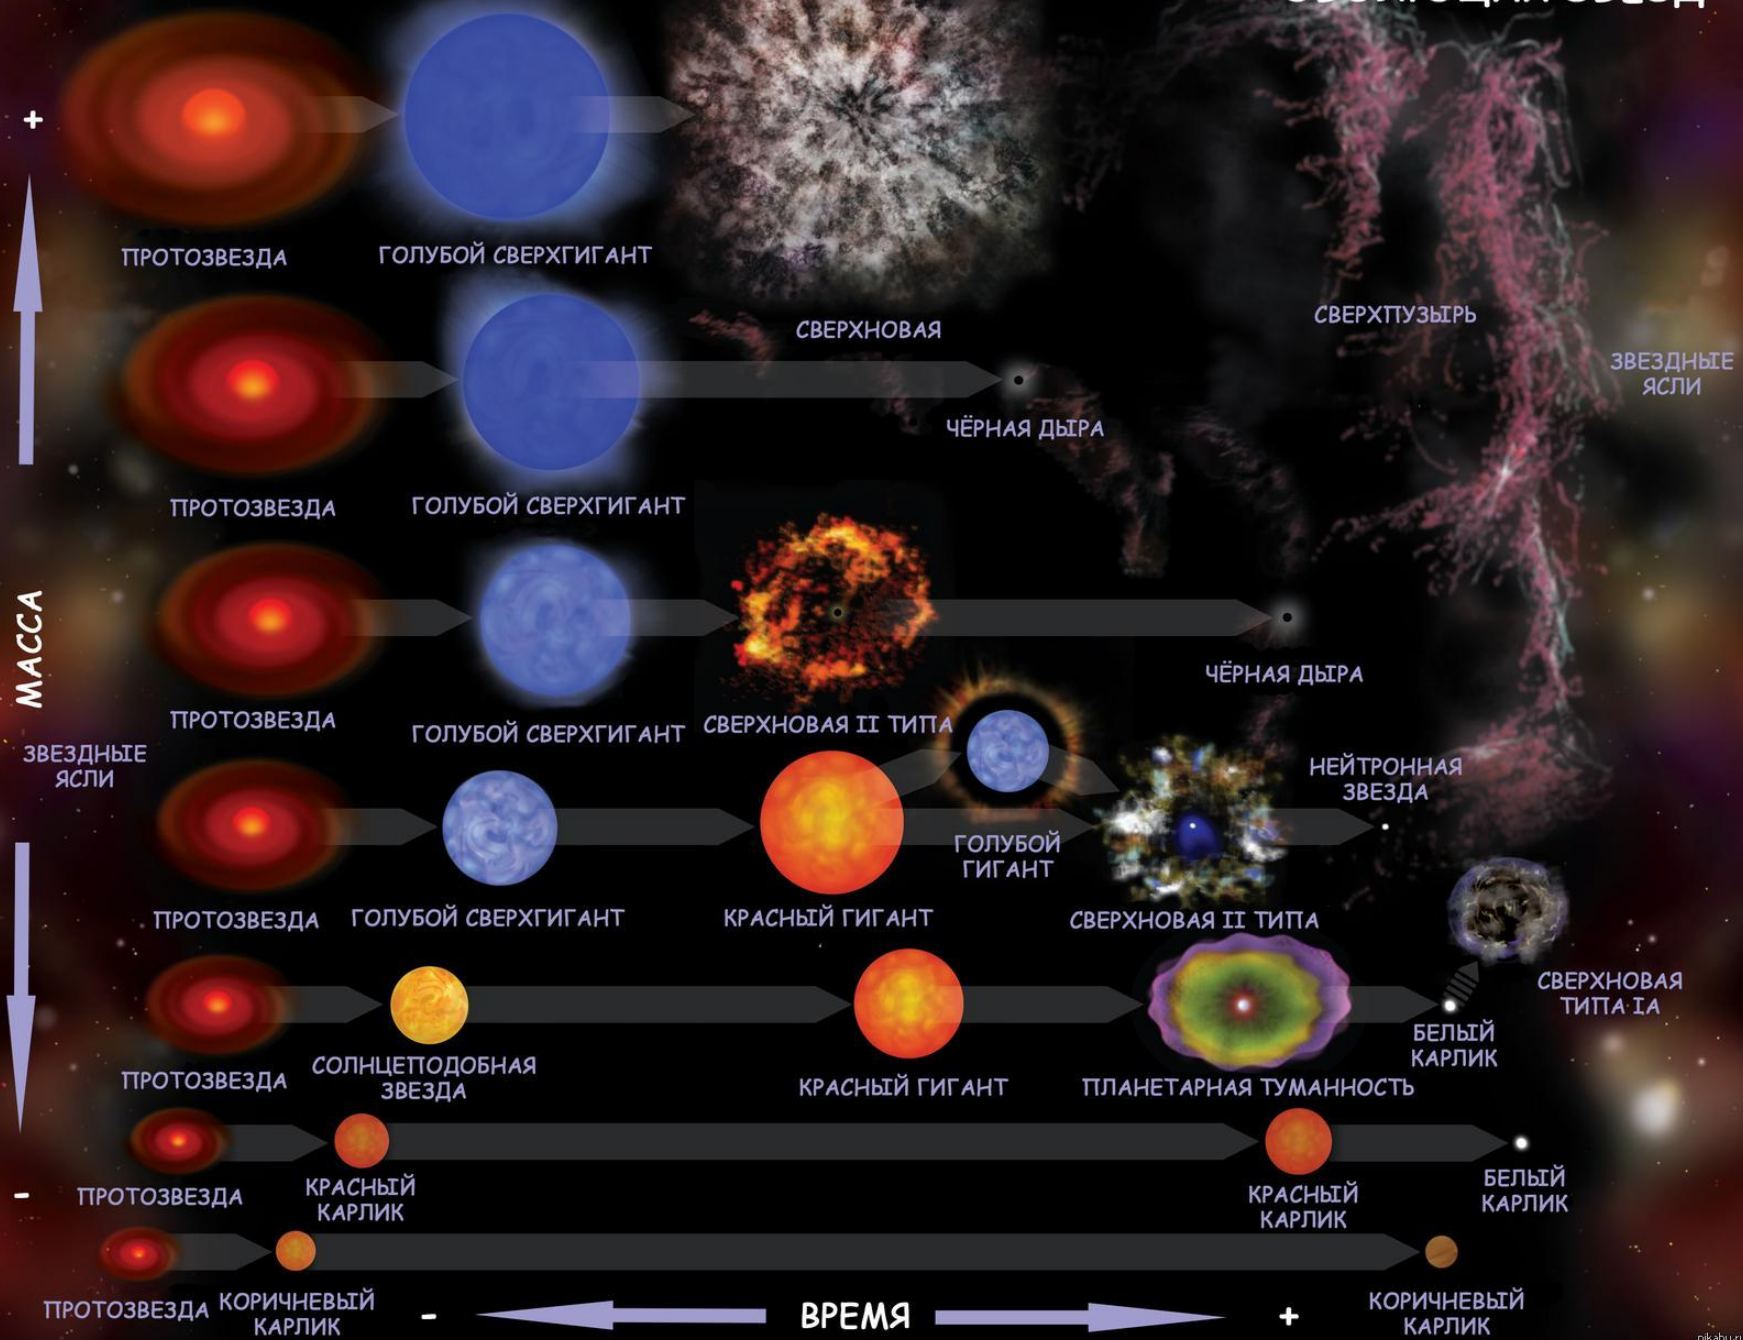 +
ПРОТОЗВЕЗДА
ГОЛУБОЙ СВЕРХГИГАНТ
СВЕРХНОВАЯ
СВЕРХПУЗЫРЬ
ЗВЕЗДНЫЕ
ЯСЛИ
ПРОТОЗВЕЗДА
ГОЛУБОЙ СВЕРХГИГАНТ
ЧЁРНАЯ ДЫРА
МАССА
ПРОТОЗВЕЗДА
ГОЛУБОЙ СВЕРХГИГАНТ
СВЕРХНОВАЯ II ТИПА
ЧЁРНАЯ ДЫРА
ЗВЕЗДНЫЕ
ЯСЛИ
ПРОТОЗВЕЗДА
ГОЛУБОЙ СВЕРХГИГАНТ
КРАСНЫЙ ГИГАНТ
ГОЛУБОЙ
ГИГАНТ
СВЕРХНОВАЯ II ТИПА
НЕЙТРОННАЯ
ЗВЕЗДА
ПРОТОЗВЕЗДА
СОЛНЦЕПОДОБНАЯ
ЗВЕЗДА
КРАСНЫЙ ГИГАНТ
ПЛАНЕТАРНАЯ ТУМАННОСТЬ
БЕЛЫЙ
КАРЛИК
СВЕРХНОВАЯ
ТИПА IA
-
ПРОТОЗВЕЗДА
КРАСНЫЙ
КАРЛИК
КРАСНЫЙ
КАРЛИК
БЕЛЫЙ
КАРЛИК
ПРОТОЗВЕЗДА
КОРИЧНЕВЫЙ
КАРЛИК
- ВРЕМЯ +
КОРИЧНЕВЫЙ
КАРЛИК